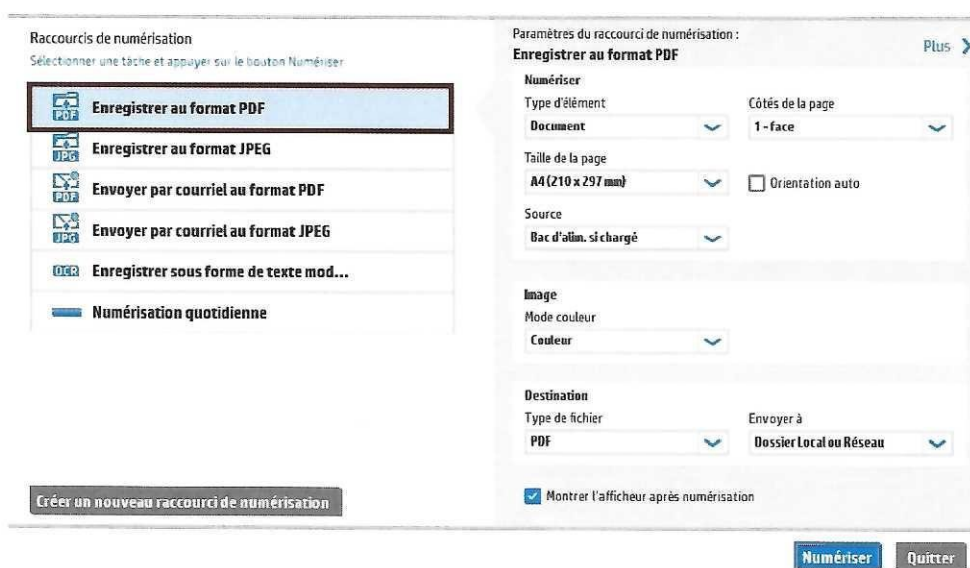 Raccourcis de numérisation
Sélectionner une tâche et appuyer sur le bouton Numériser
PDF Enregistrer au format PDF
JPG Enregistrer au format JPEG
PDF Envoyer par courriel au format PDF
JPG Envoyer par courriel au format JPEG
OCR Enregistrer sous forme de texte mod...
Numérisation quotidienne
Créer un nouveau raccourci de numérisation
Paramètres du raccourci de numérisation :
Enregistrer au format PDF
Plus
Numériser
Type d'élément
Côtés de la page
Document
1 - face
Taille de la page
A4 (210 x 297 mm)
Orientation auto
Source
Bac d'alim. si chargé
Image
Mode couleur
Couleur
Destination
Type de fichier
Envoyer à
PDF
Dossier Local ou Réseau
Montrer l'afficheur après numérisation
Numériser
Quitter